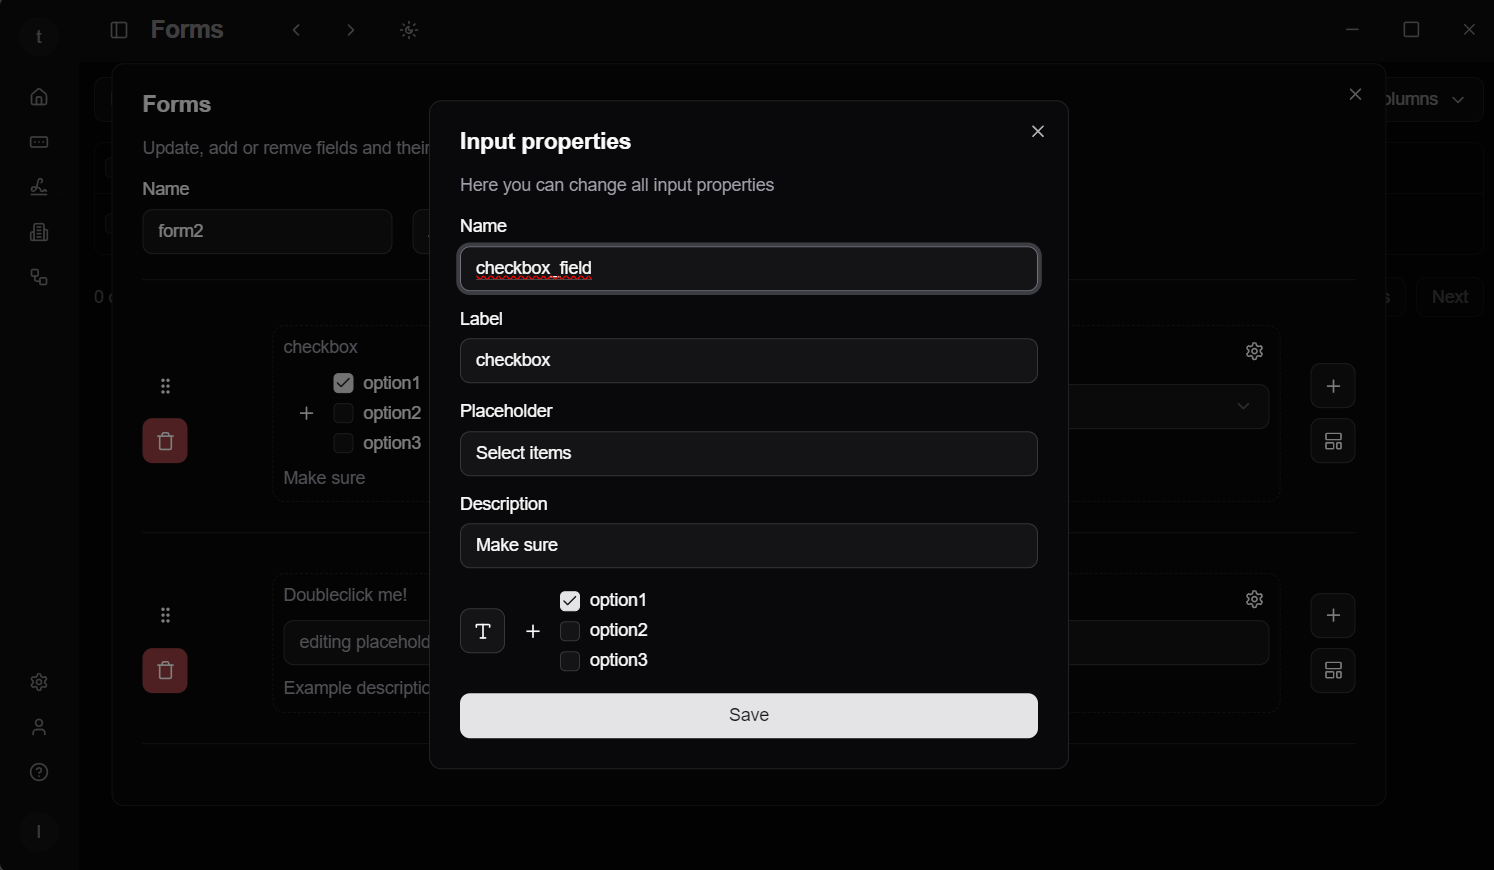 t
Forms
Forms
Update, add or remve fields and their
Name
form2
olumns
0
Next
s
checkbox
option1
option2
option3
Make sure
Doubleclick me!
editing placehold
Example descriptio
Input properties
Here you can change all input properties
Name
checkbox_field
Label
checkbox
Placeholder
Select items
Description
Make sure
T
option1
option2
option3
Save
I